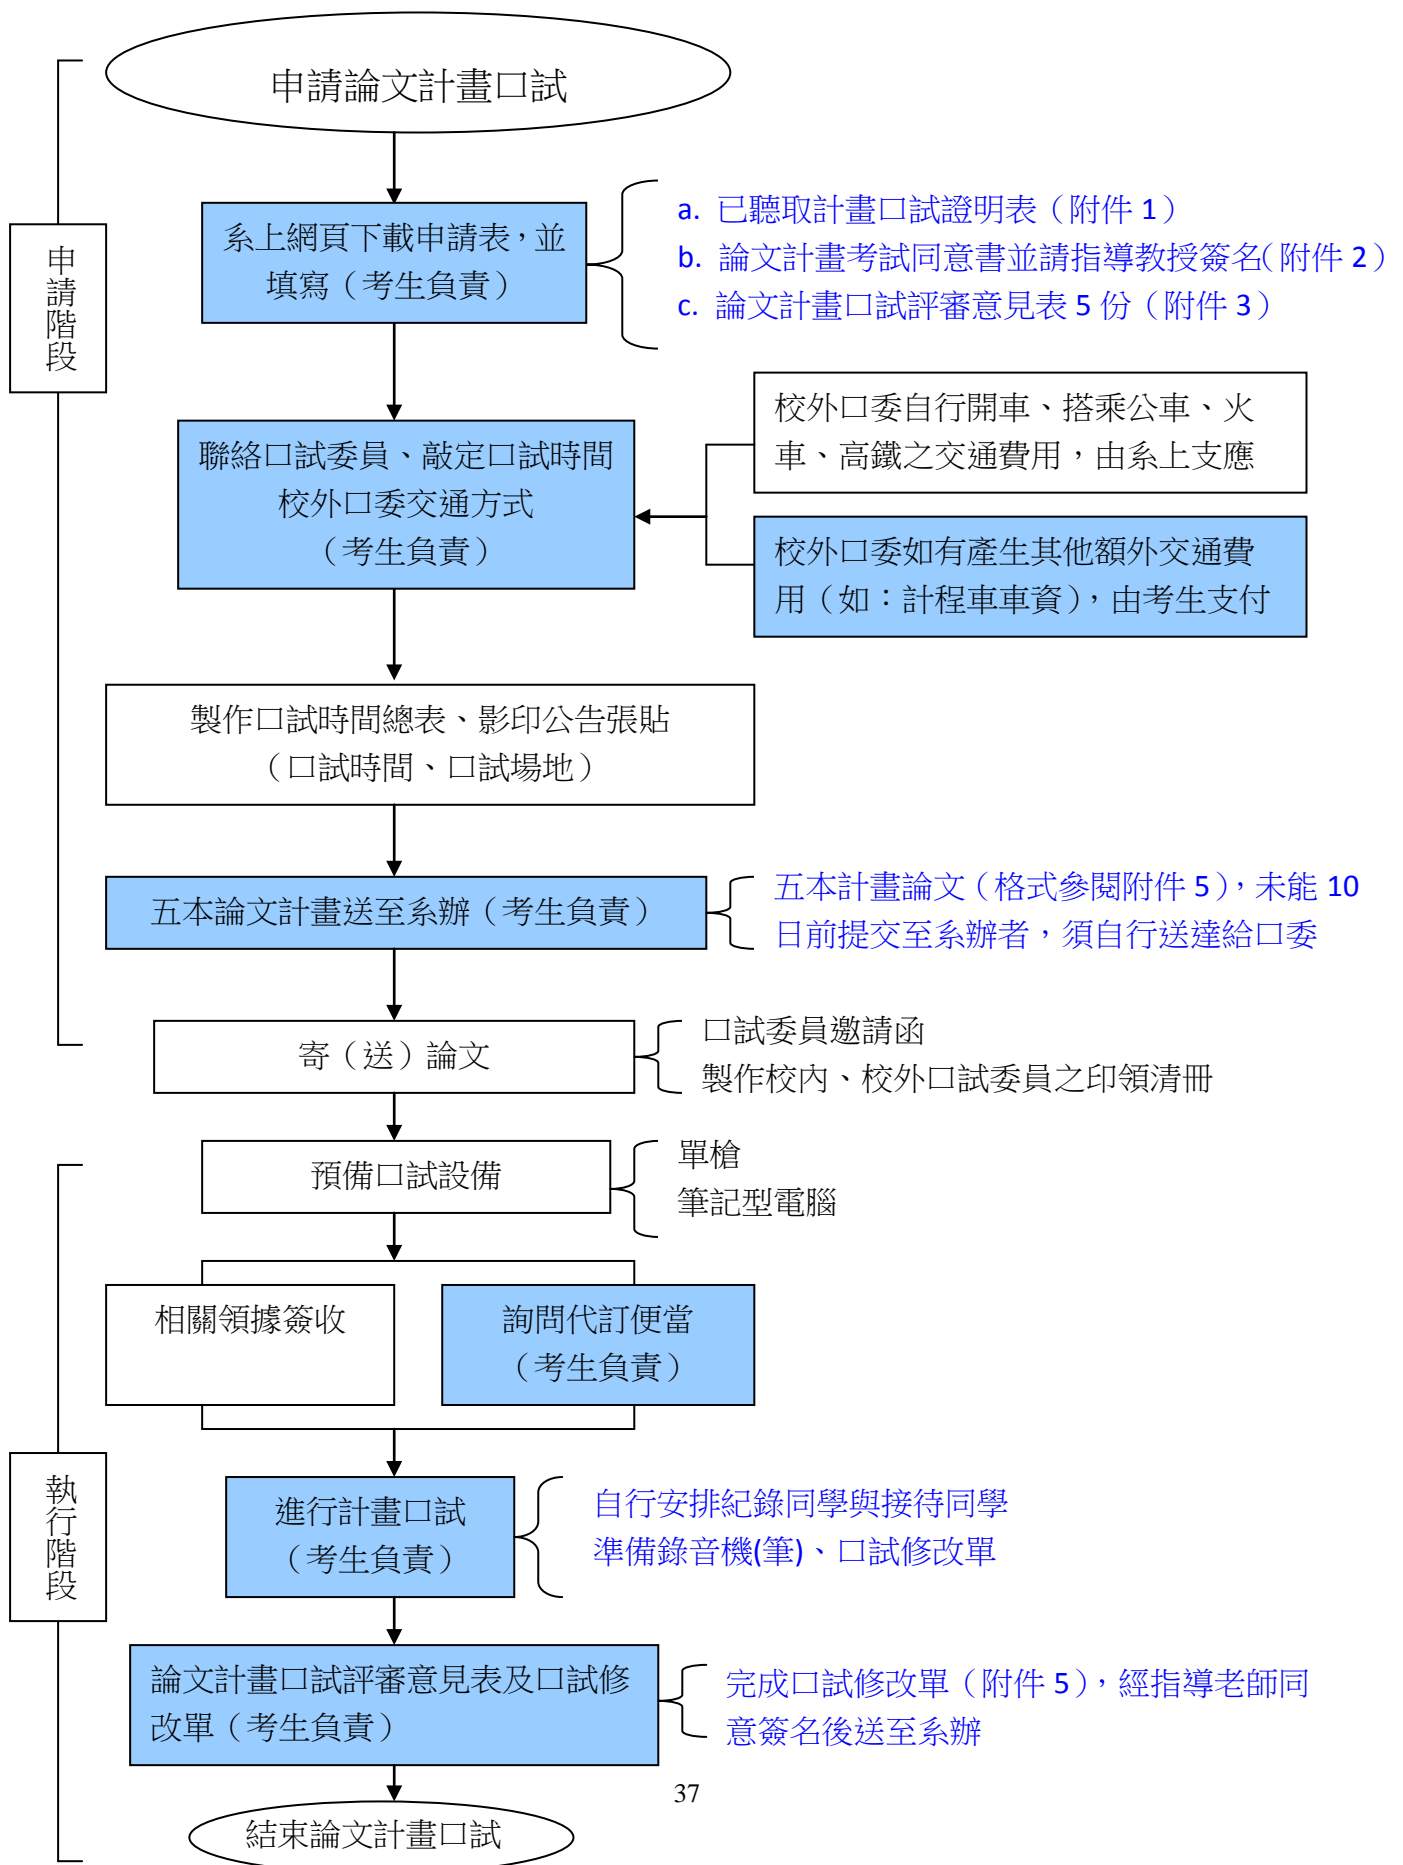 申請論文計畫口試
申請階段
系上網頁下載申請表，並
填寫（考生負責）
a. 已聽取計畫口試證明表（附件 1）
b. 論文計畫考試同意書並請指導教授簽名（附件 2）
c. 論文計畫口試評審意見表 5 份（附件 3）
聯絡口試委員、敲定口試時間
校外口委交通方式
（考生負責）
校外口委自行開車、搭乘公車、火
車、高鐵之交通費用，由系上支應
校外口委如有產生其他額外交通費
用（如：計程車車資），由考生支付
製作口試時間總表、影印公告張貼
（口試時間、口試場地）
五本論文計畫送至系辦（考生負責）
五本計畫論文（格式參閱附件 5），未能 10
日前提交至系辦者，須自行送達給口委
寄（送）論文
口試委員邀請函
製作校內、校外口試委員之印領清冊
預備口試設備
單槍
筆記型電腦
相關領據簽收
詢問代訂便當
（考生負責）
執行階段
進行計畫口試
（考生負責）
自行安排紀錄同學與接待同學
準備錄音機(筆)、口試修改單
論文計畫口試評審意見表及口試修
改單（考生負責）
完成口試修改單（附件 5），經指導老師同
意簽名後送至系辦
37
結束論文計畫口試